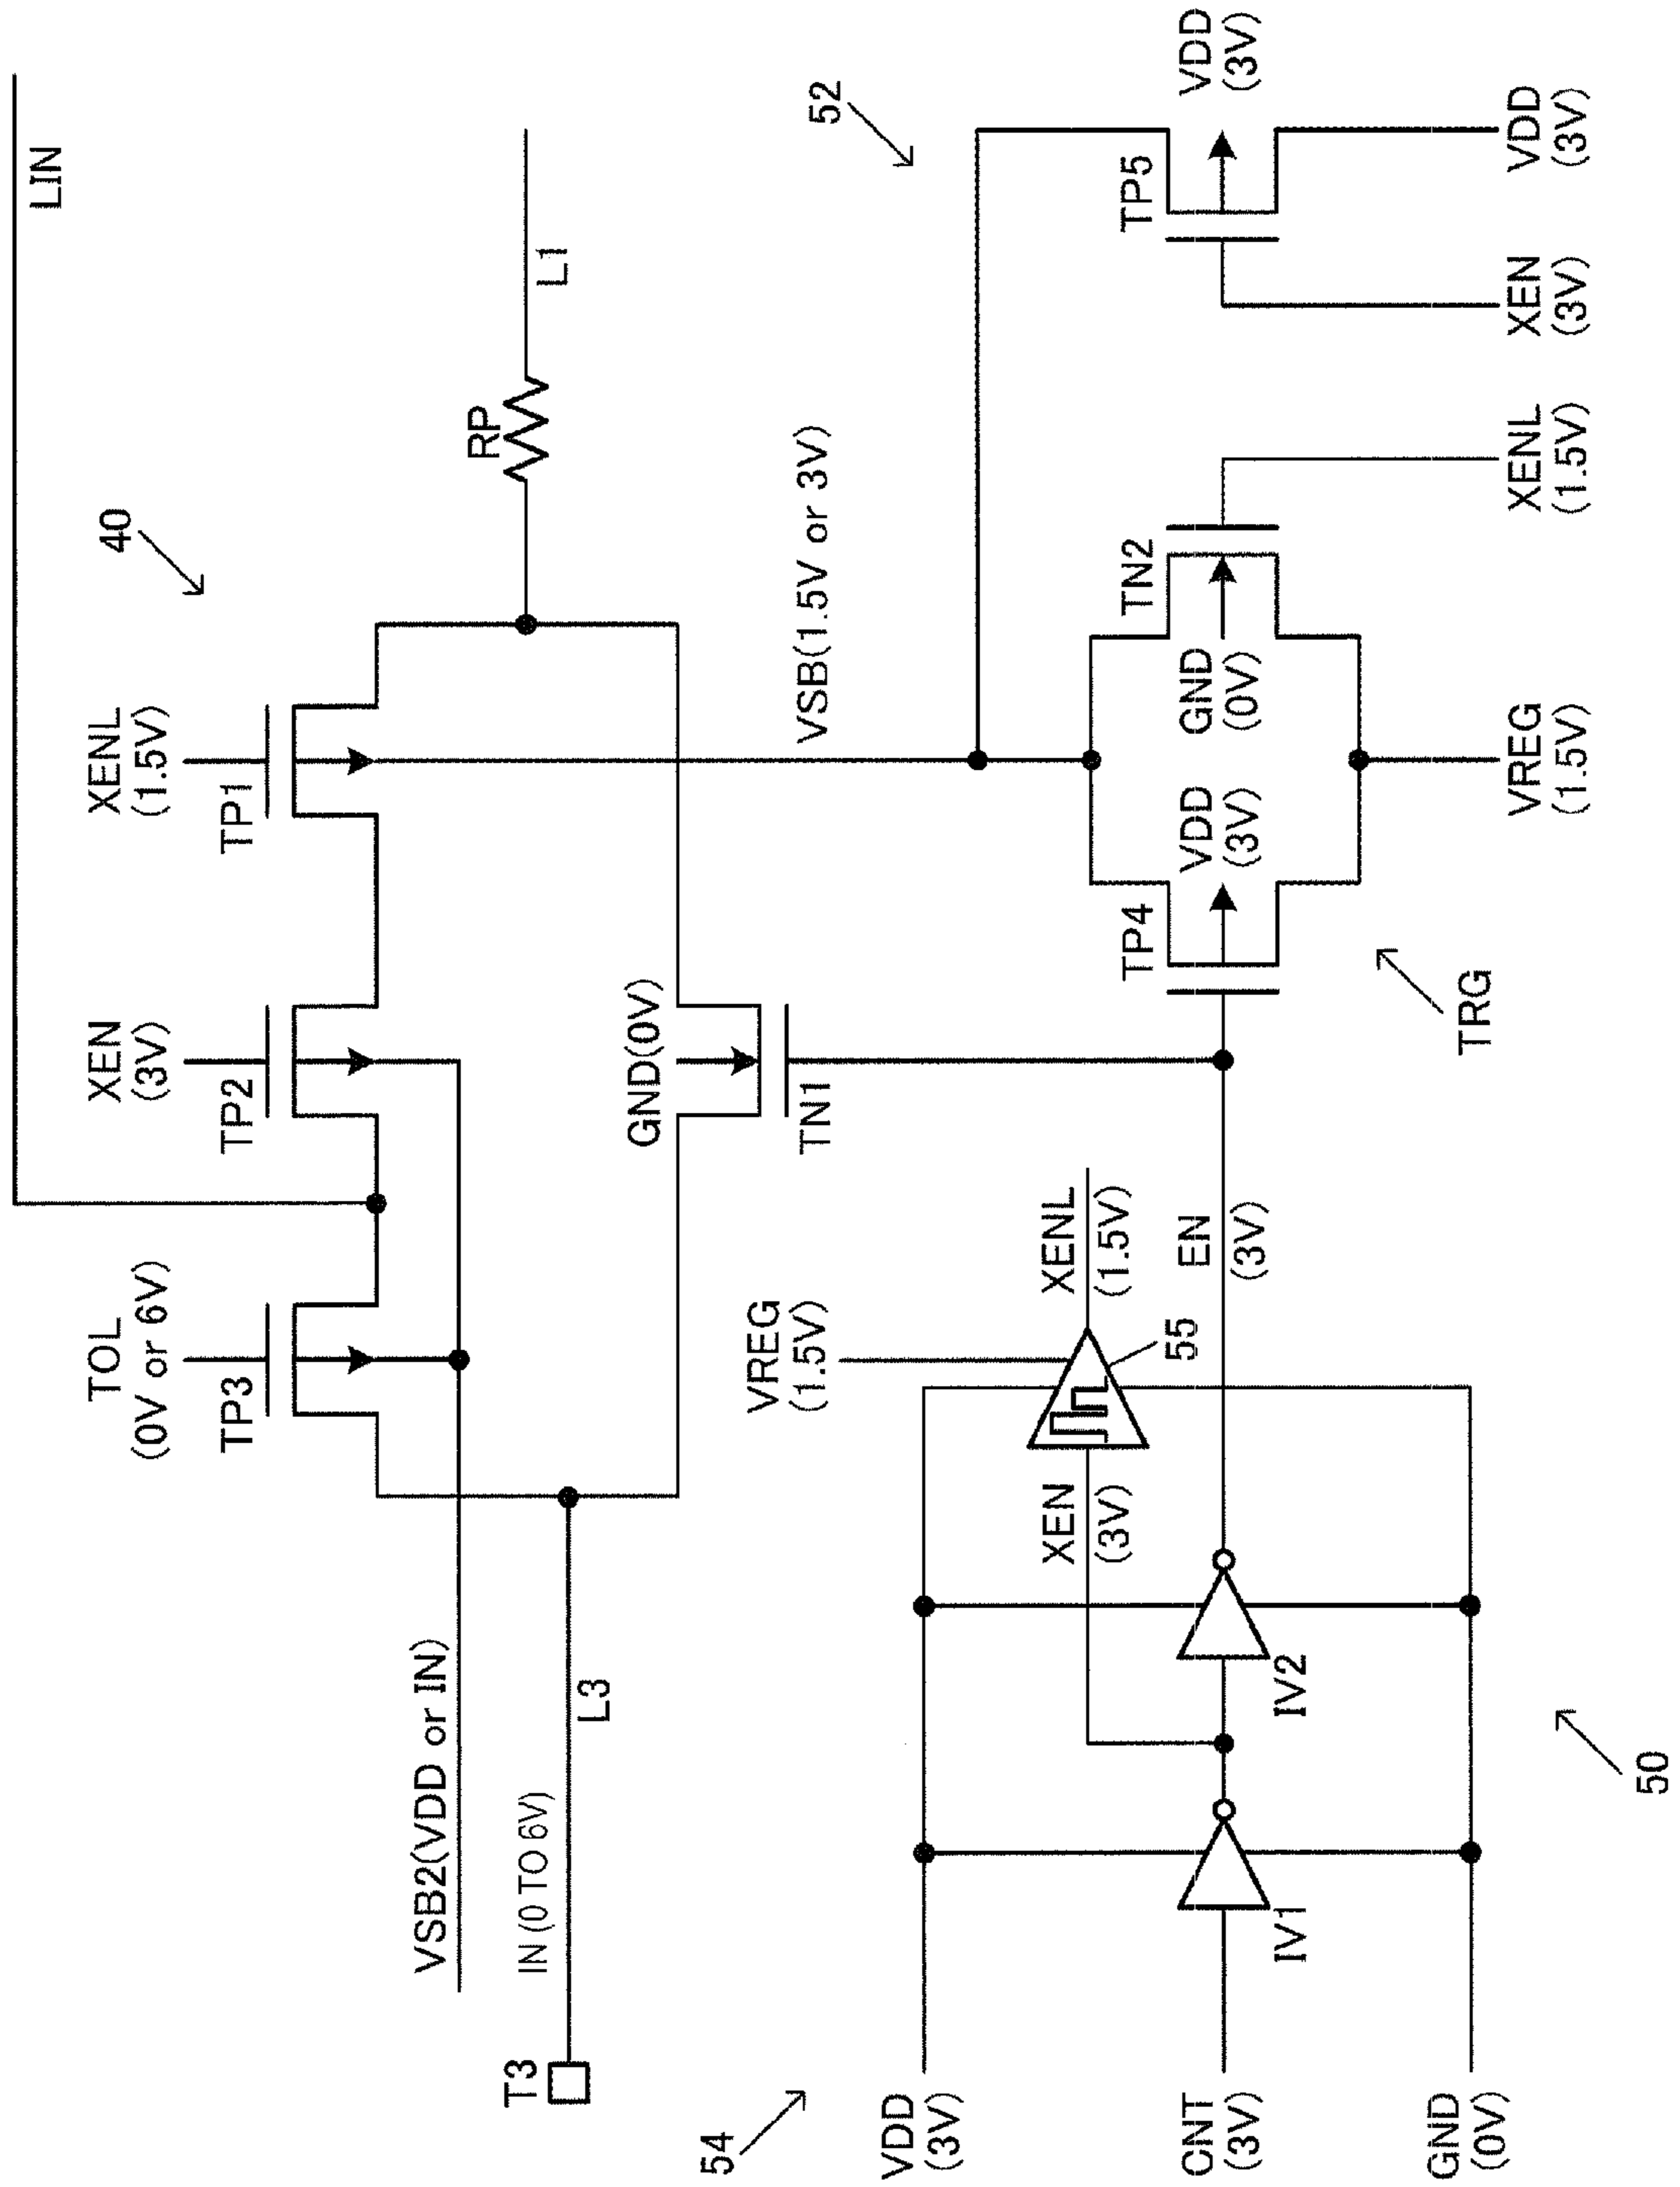 LIN
40
XENL
(1.5V)
TP1
XEN
(3V)
TP2
TOL
(0V or 6V)
TP3
RP
L1
VSB2(VDD or IN)
IN (0 TO 6V)
T3
L3
GND(0V)
TN1
VSB(1.5V or 3V)
52
TP5
VDD
(3V)
VDD
(3V)
XEN
(3V)
TN2
GND
(0V)
XENL
(1.5V)
TP4
VDD
(3V)
VREG
(1.5V)
TRG
54
VDD
(3V)
CNT
(3V)
GND
(0V)
IV1
IV2
XEN
(3V)
VREG
(1.5V)
55
XENL
(1.5V)
EN
(3V)
50